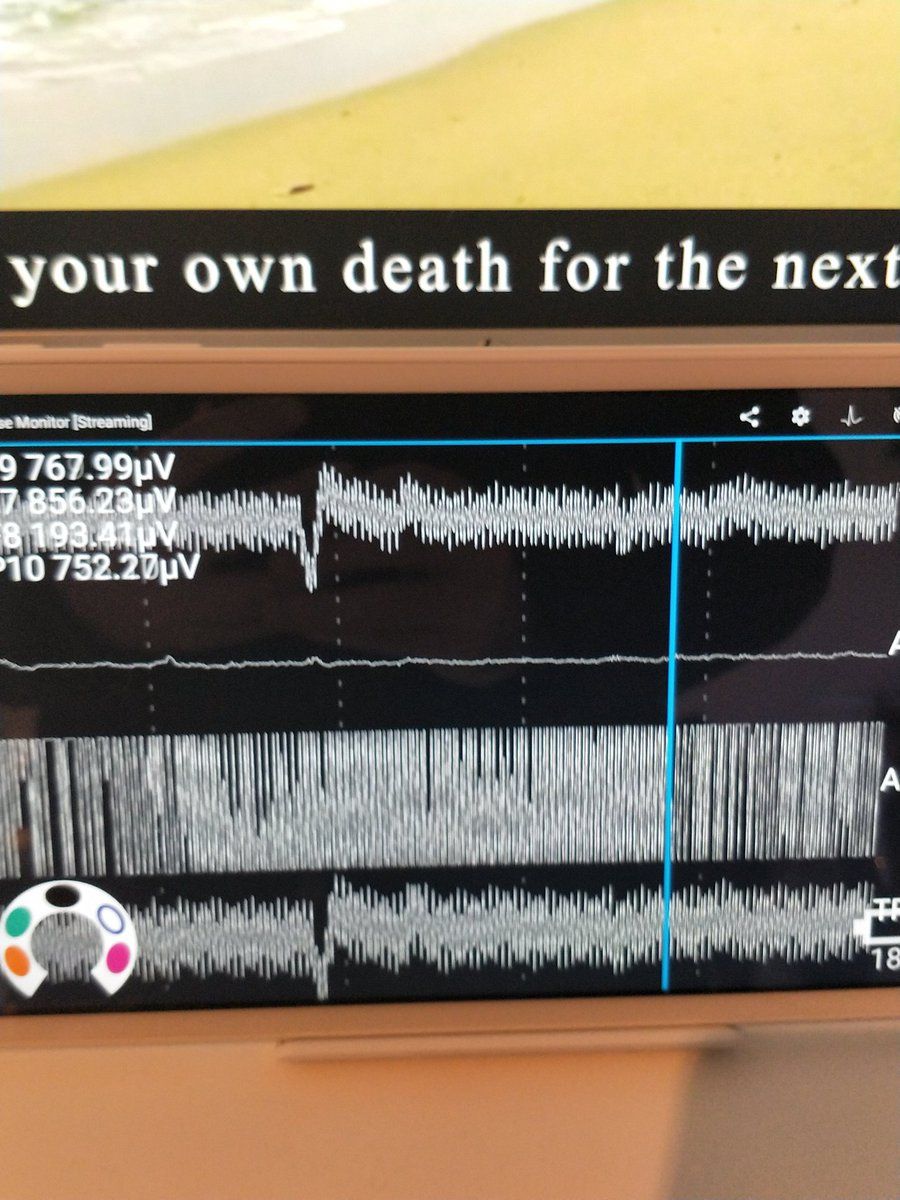 your own death for the next
se Monitor [Streaming]
9 767.99µV
7 856.23µV
8 193.41µV
P10 752.27µV
A
A
TP
18